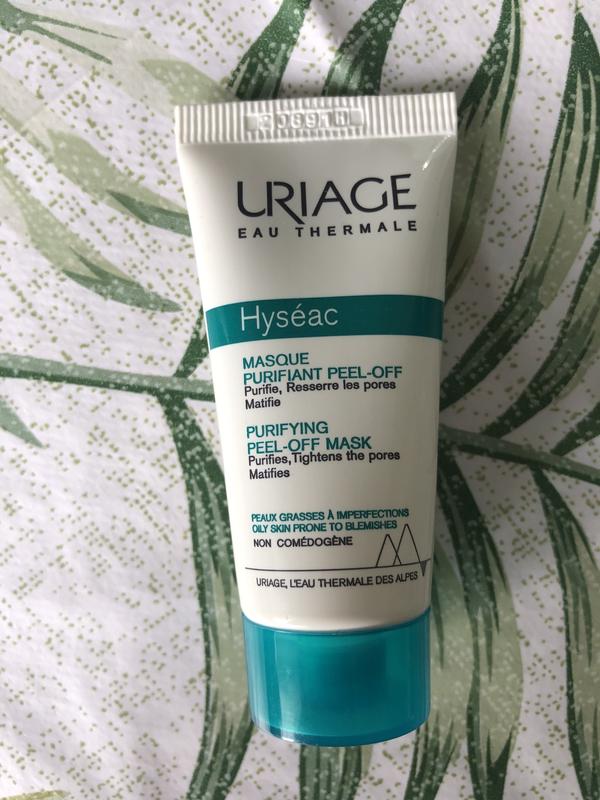 URIAGE
EAU THERMALE
Hyséac
MASQUE
PURIFIANT PEEL-OFF
Purifie, Resserre les pores
Matifie
PURIFYING
PEEL-OFF MASK
Purifies,Tightens the pores
Matifies
PEAUX GRASSES À IMPERFECTIONS
OILY SKIN PRONE TO BLEMISHES
NON COMÉDOGÈNE
URIAGE, L'EAU THERMALE DES ALPES